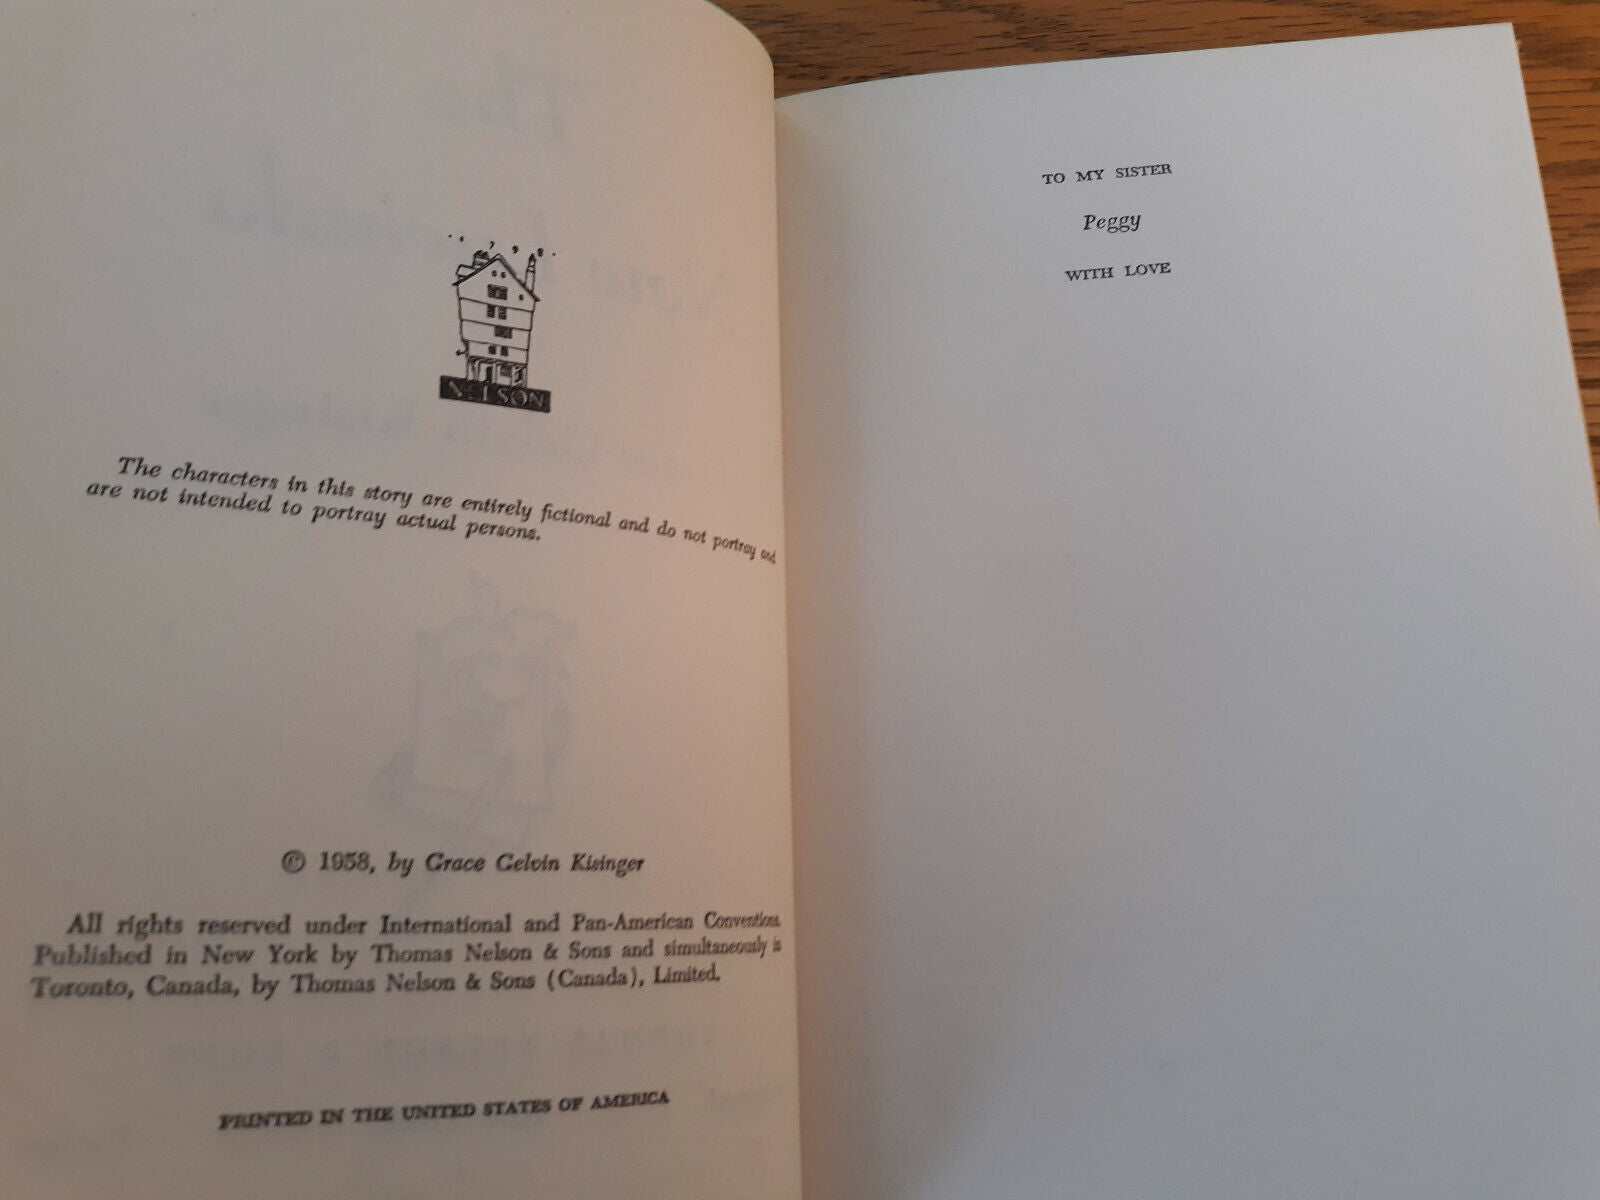 1798
NELSON
The characters in this story are entirely fictional and do not portray and
are not intended to portray actual persons.
© 1958, by Grace Gelvin Kisinger
All rights reserved under International and Pan-American Conventions.
Published in New York by Thomas Nelson & Sons and simultaneously in
Toronto, Canada, by Thomas Nelson & Sons (Canada), Limited.
PRINTED IN THE UNITED STATES OF AMERICA
TO MY SISTER
Peggy
WITH LOVE